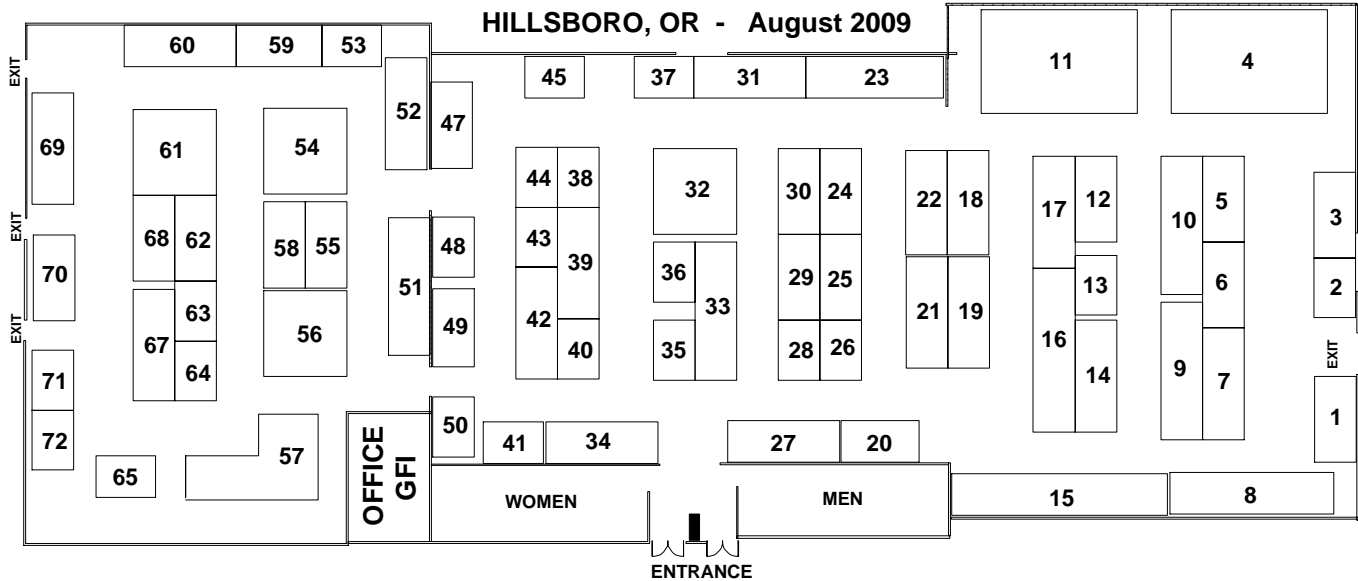 HILLSBORO, OR - August 2009
60 59 53
45 37 31 23
11 4
EXIT
69 61 54 52 47
44 38 32 30 24 22 18 17 12 10 5 3
EXIT
68 62 58 55 51 48 43 39
70
36 33 29 25 13 6 2
EXIT
67 63 56 49 42 21 19 16
64 40 35 28 26 14 9 7
EXIT
71 1
72 57 50 41 34 27 20
65
OFFICE
GFI
WOMEN MEN
15 8
ENTRANCE